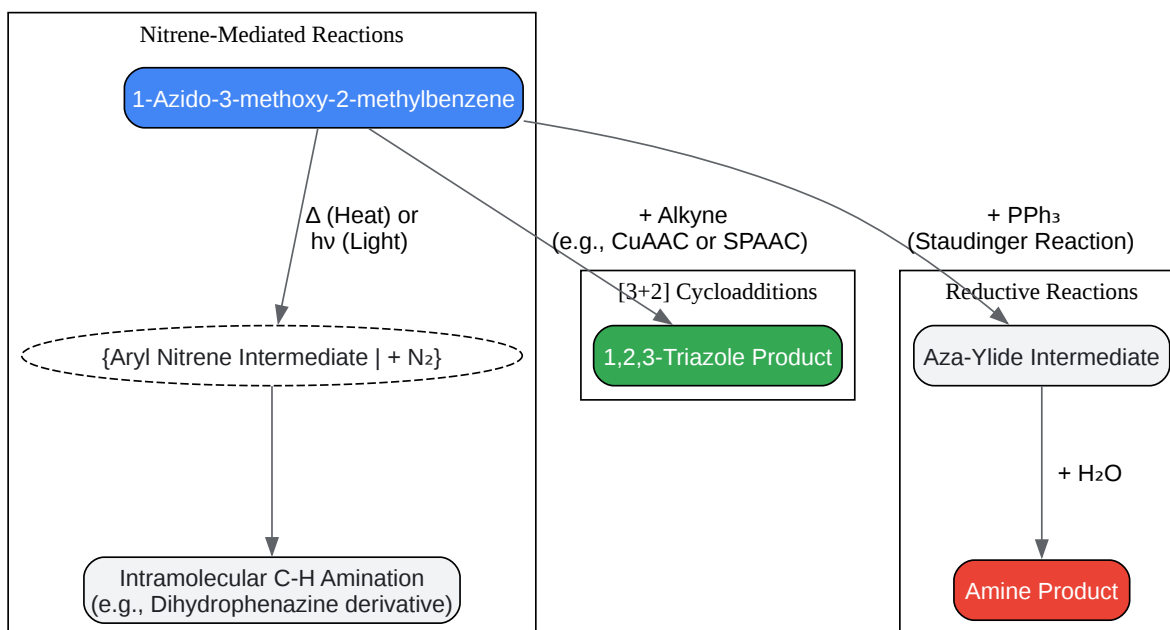 Nitrene-Mediated Reactions
1-Azido-3-methoxy-2-methylbenzene
Δ (Heat) or
hν (Light)
+ Alkyne
(e.g., CuAAC or SPAAC)
+ PPh₃
(Staudinger Reaction)
[3+2] Cycloadditions
Reductive Reactions
{Aryl Nitrene Intermediate | + N₂}
1,2,3-Triazole Product
Aza-Ylide Intermediate
+ H₂O
Intramolecular C-H Amination
(e.g., Dihydrophenazine derivative)
Amine Product